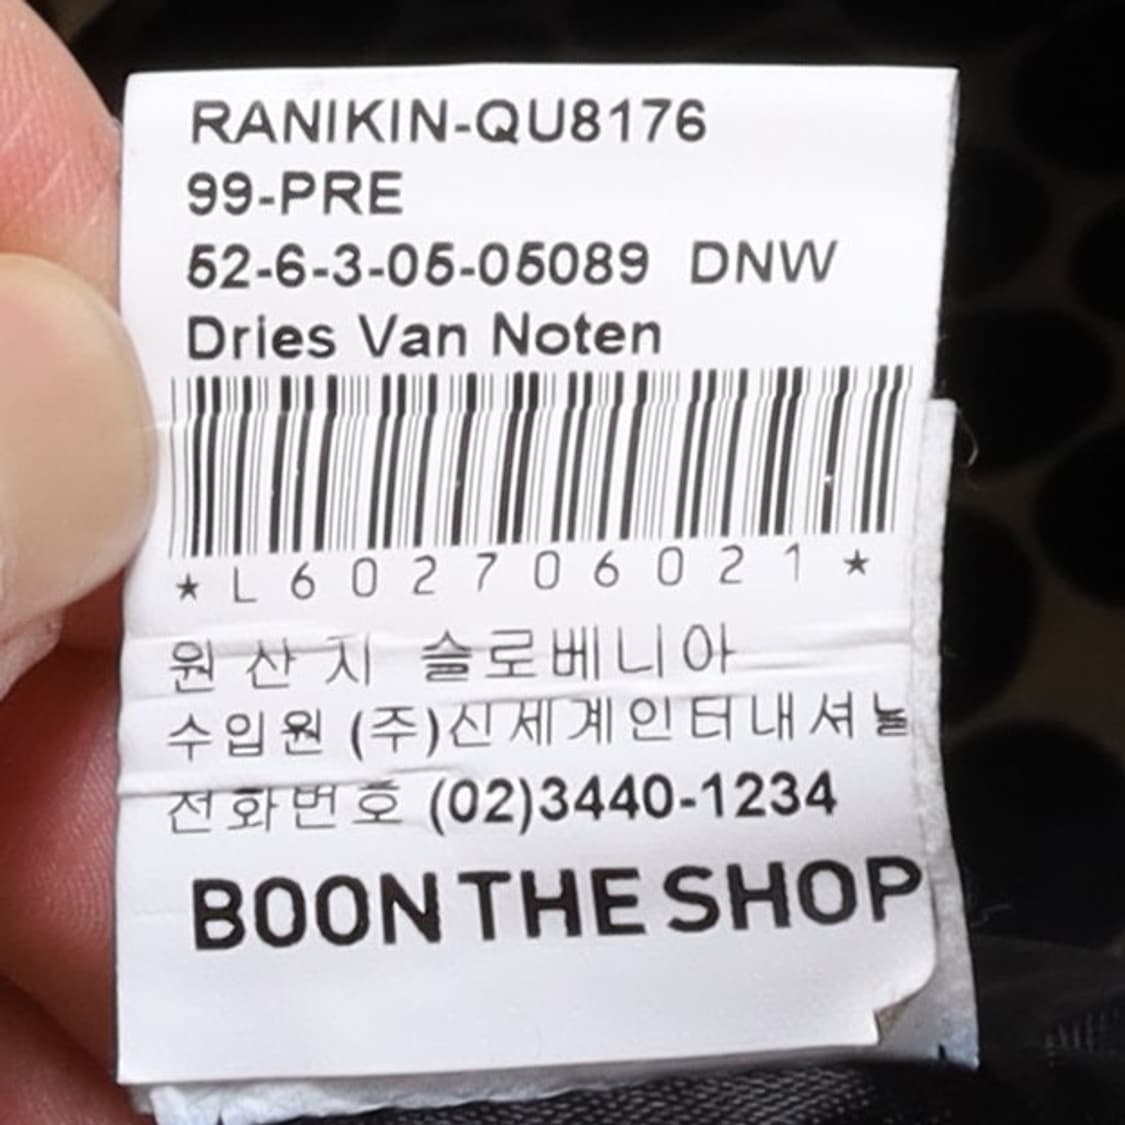 RANIKIN-QU8176
99-PRE
52-6-3-05-05089 DNW
Dries Van Noten
*L602706021*
원산지 슬로베니아
수입원 (주)신세계인터내셔널
전화번호 (02)3440-1234
BOON THE SHOP